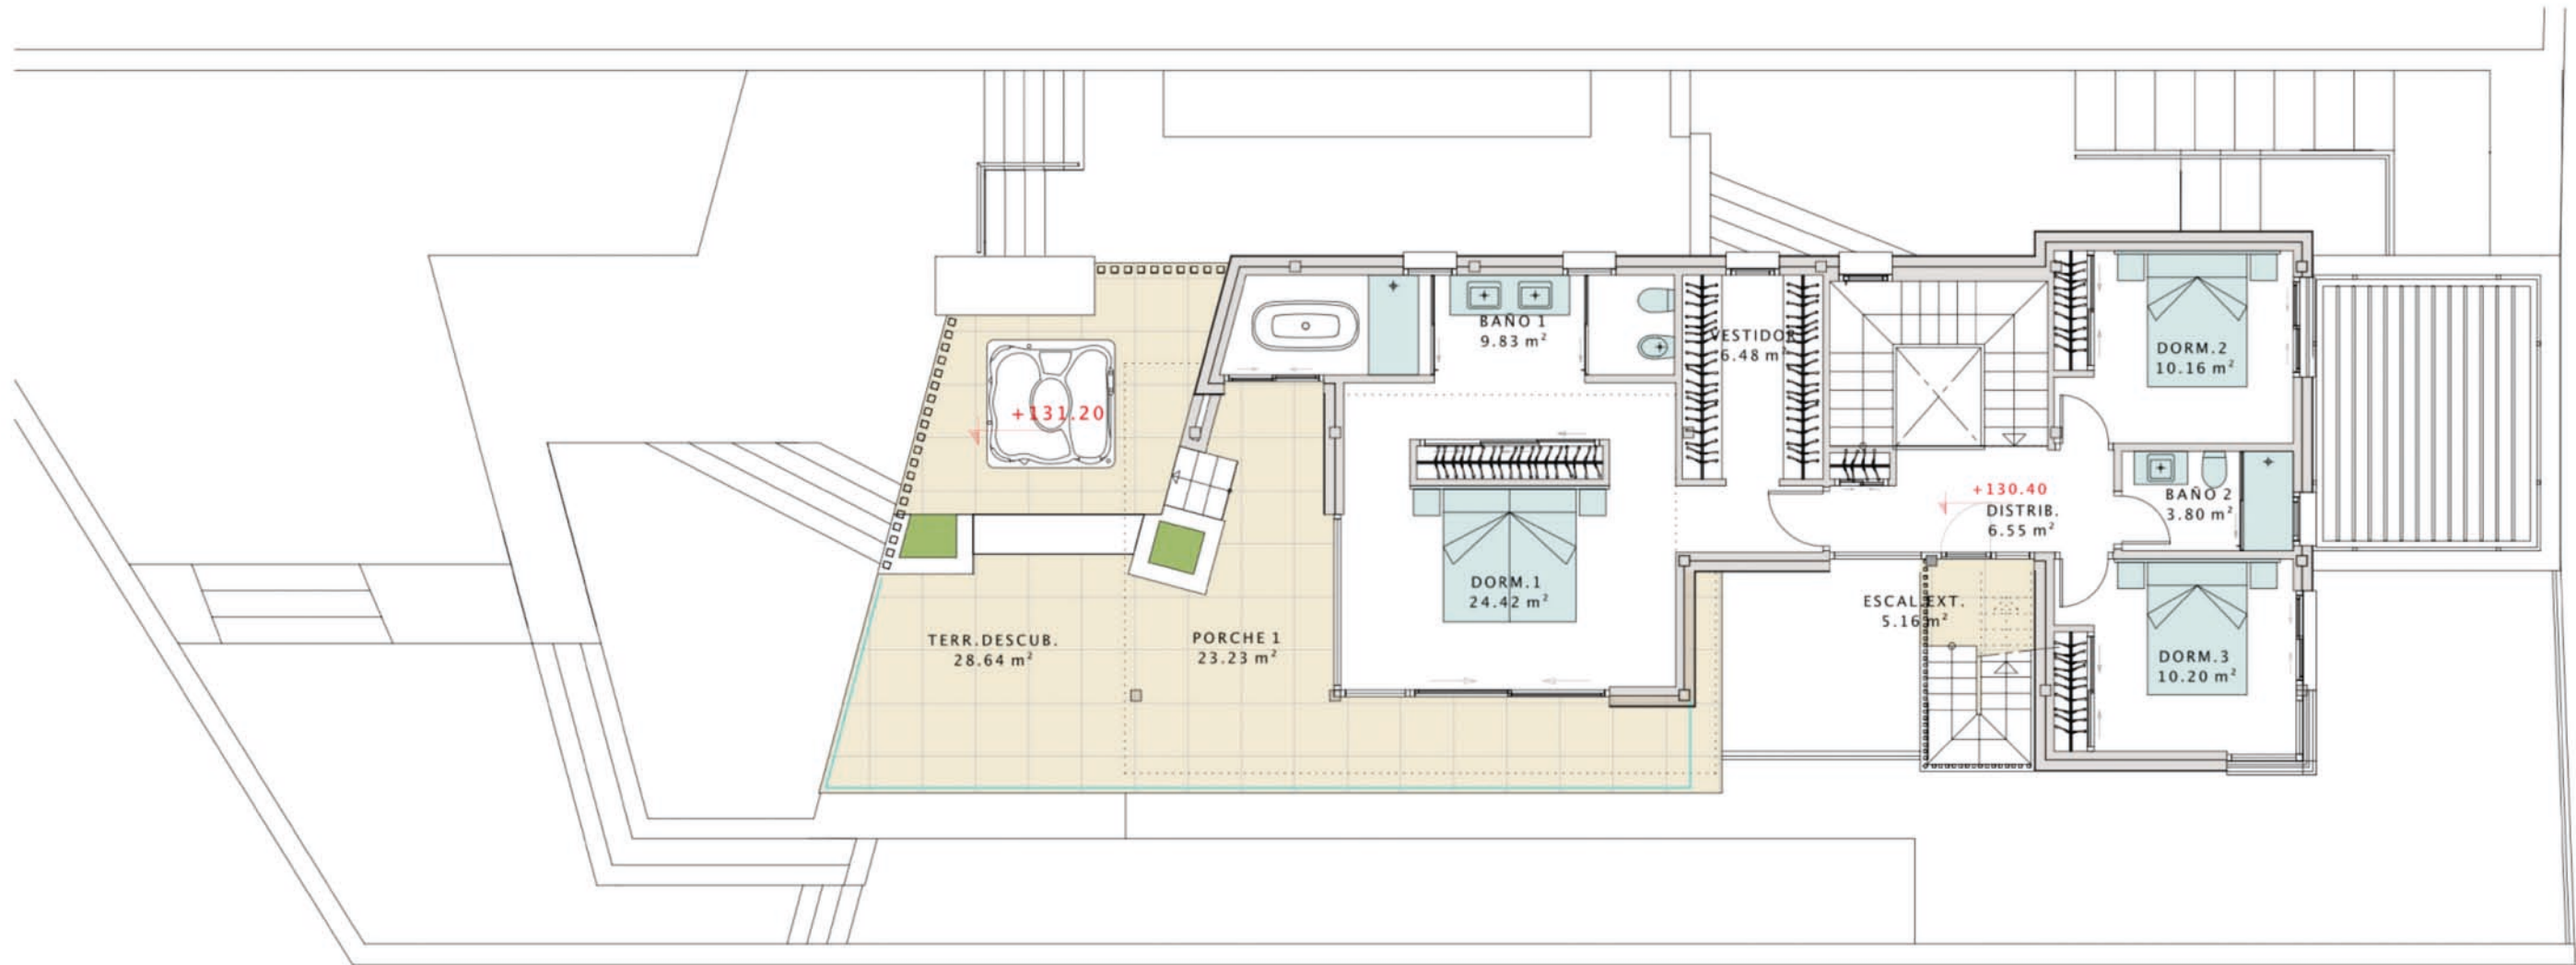 BAÑO 1
9.83 m²
VESTIDOR
6.48 m²
DORM.2
10.16 m²
+131.20
+130.40
DISTRIB.
6.55 m²
BAÑO 2
3.80 m²
DORM.1
24.42 m²
ESCAL.EXT.
5.16 m²
TERR.DESCUB.
28.64 m²
PORCHE 1
23.23 m²
DORM.3
10.20 m²